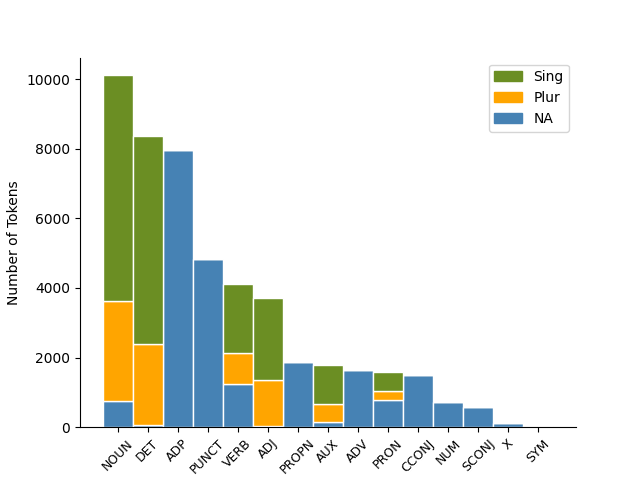 Sing
Plur
NA
Number of Tokens
10000
8000
6000
4000
2000
0
NOUN
DET
ADP
PUNCT
VERB
ADJ
PROPN
AUX
ADV
PRON
CCONJ
NUM
SCONJ
X
SYM